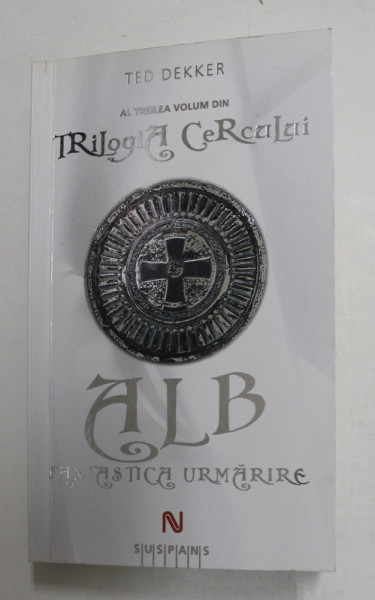 TED DEKKER
AL TREILEA VOLUM DIN
TRiLogiA CeRcului
ALB
FANTASTICA URMĂRIRE
N
SUSPANS